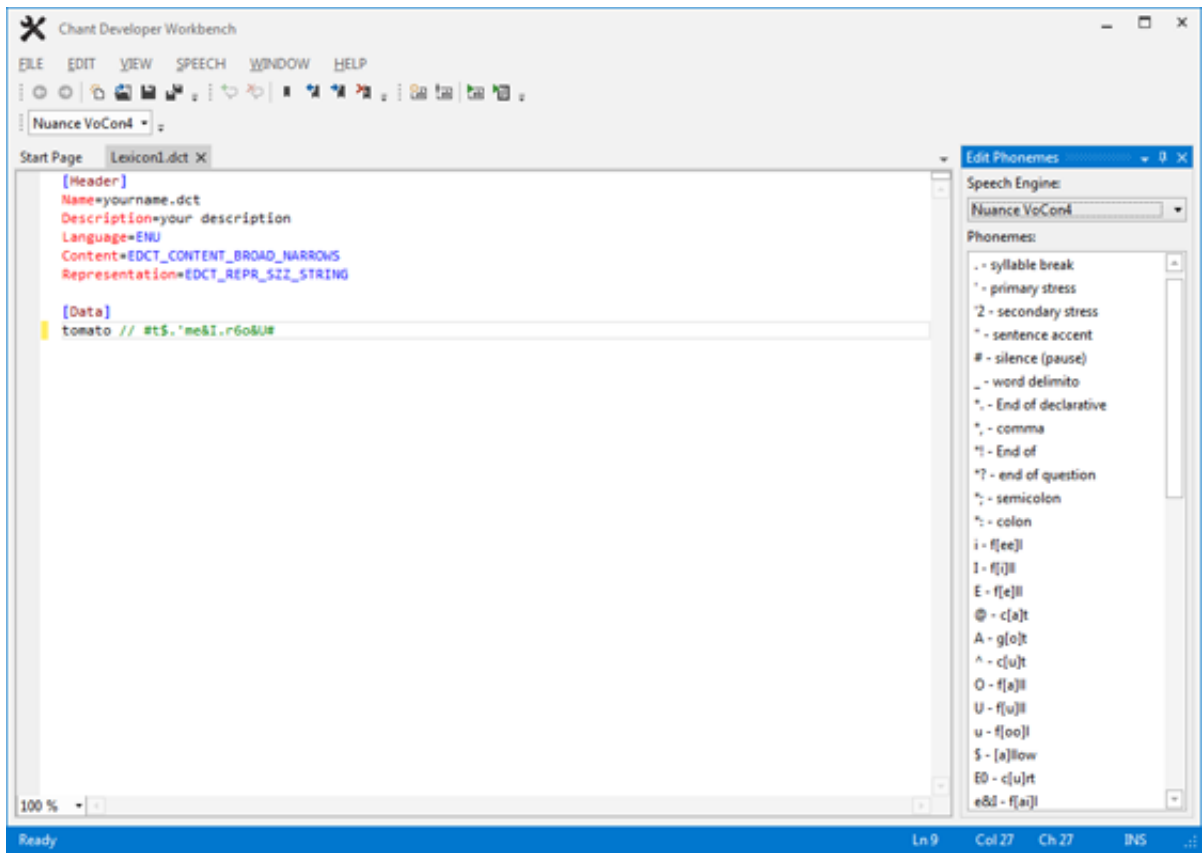 Chant Developer Workbench
FILE EDIT VIEW SPEECH WINDOW HELP
Nuance VoCon4
Start Page Lexicon1.dct
[Header]
Name=yourname.dct
Description=your description
Language=ENU
Content=EDCT_CONTENT_BROAD_NARROWS
Representation=EDCT_REPR_SZZ_STRING
[Data]
tomato // #t$.'me&I.r6o&U#
100 %
Edit Phonemes
Speech Engine:
Nuance VoCon4
Phonemes:
. - syllable break
' - primary stress
'2 - secondary stress
" - sentence accent
# - silence (pause)
_ - word delimito
*. - End of declarative
*, - comma
*! - End of
*? - end of question
*; - semicolon
*: - colon
i - f[ee]l
I - f[i]ll
E - f[e]ll
@ - c[a]t
A - g[o]t
^ - c[u]t
O - f[a]ll
U - f[u]ll
u - f[oo]l
$ - [a]llow
E0 - c[u]rt
e&I - f[ai]l
Ready Ln 9 Col 27 Ch 27 INS